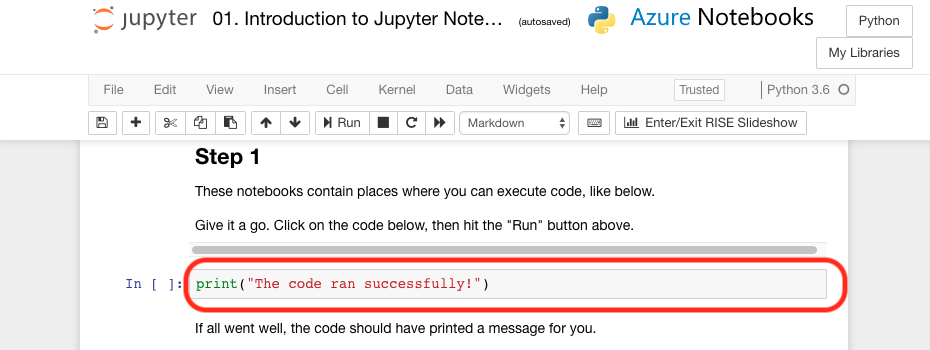 jupyter 01. Introduction to Jupyter Note… (autosaved) Azure Notebooks Python
My Libraries
File Edit View Insert Cell Kernel Data Widgets Help Trusted Python 3.6
Run Markdown Enter/Exit RISE Slideshow
Step 1
These notebooks contain places where you can execute code, like below.
Give it a go. Click on the code below, then hit the "Run" button above.
In [ ]: print("The code ran successfully!")
If all went well, the code should have printed a message for you.